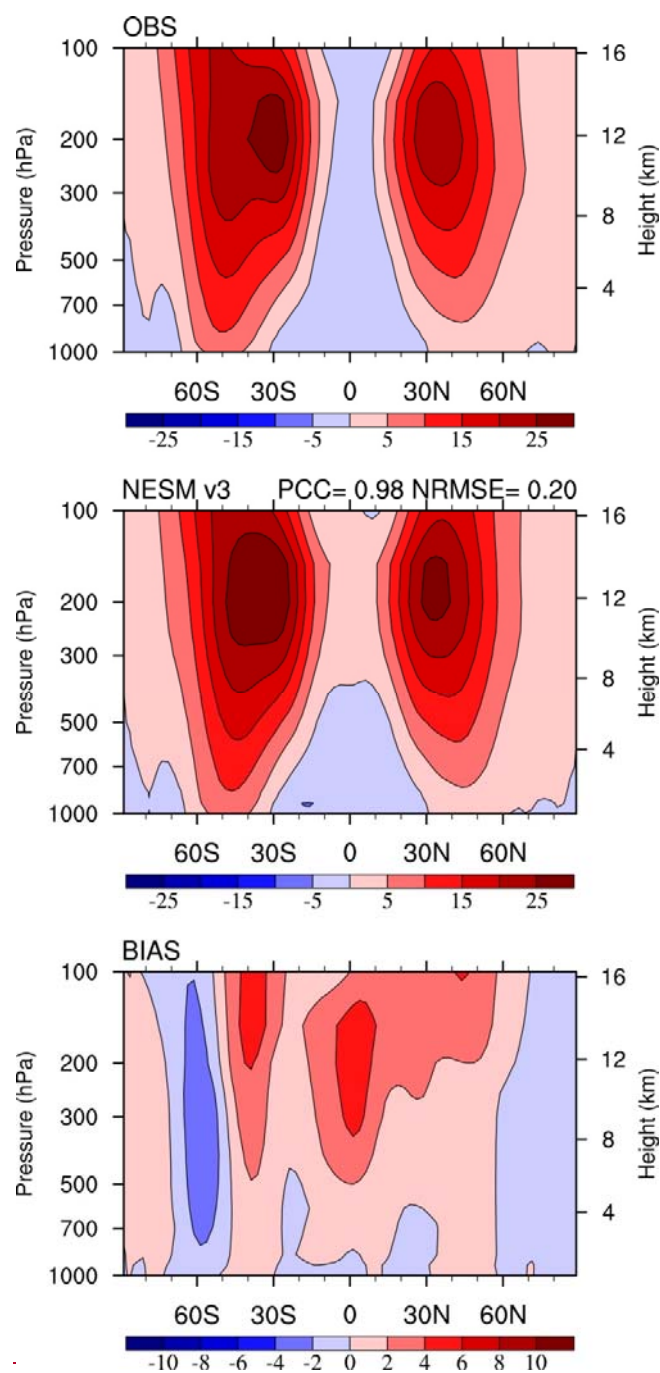 OBS
100
200
300
500
700
1000
Pressure (hPa)
16
12
8
4
Height (km)
60S 30S 0 30N 60N
-25 -15 -5 5 15 25
NESM v3 PCC= 0.98 NRMSE= 0.20
100
200
300
500
700
1000
Pressure (hPa)
16
12
8
4
Height (km)
60S 30S 0 30N 60N
-25 -15 -5 5 15 25
BIAS
100
200
300
500
700
1000
Pressure (hPa)
16
12
8
4
Height (km)
60S 30S 0 30N 60N
-10 -8 -6 -4 -2 0 2 4 6 8 10